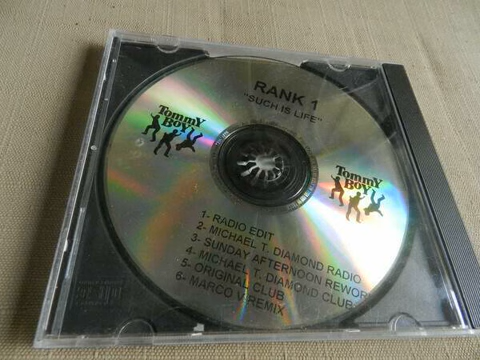 RANK 1
"SUCH IS LIFE"
Tommy
Boy
Tommy
Boy
1- RADIO EDIT
2- MICHAEL T. DIAMOND RADIO
3- SUNDAY AFTERNOON REWORK
4- MICHAEL T. DIAMOND CLUB
5- ORIGINAL CLUB
6- MARCO V REMIX